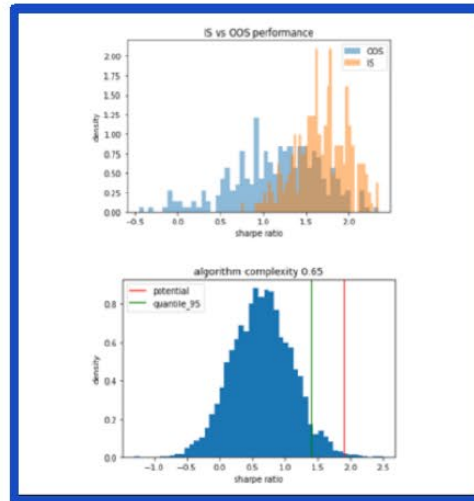 IS vs OOS performance
2.00
1.75
1.50
1.25
1.00
0.75
0.50
0.25
0.00
density
OOS
IS
-0.5 0.0 0.5 1.0 1.5 2.0
sharpe ratio
algorithm complexity 0.65
potential
quantile_95
0.8
0.6
0.4
0.2
0.0
density
-1.0 -0.5 0.0 0.5 1.0 1.5 2.0 2.5
sharpe ratio